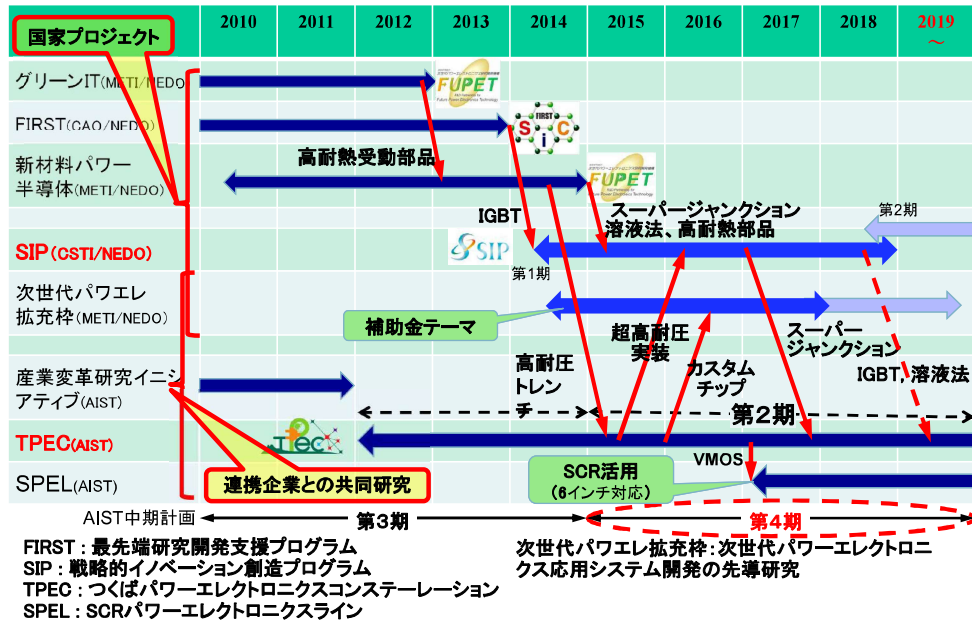 2010 2011 2012 2013 2014 2015 2016 2017 2018 2019
～
国家プロジェクト
グリーンIT(METI/NEDO)
FUPET
FIRST(CAO/NEDO)
FIRST
S i C
新材料パワー
半導体(METI/NEDO)
高耐熱受動部品
FUPET
IGBT
スーパージャンクション
溶液法、高耐熱部品
第2期
SIP(CSTI/NEDO)
SIP
第1期
次世代パワエレ
拡充枠(METI/NEDO)
補助金テーマ
高耐圧
トレン
チ
超高耐圧
実装
カスタム
チップ
スーパー
ジャンクション
IGBT, 溶液法
産業変革研究イニシ
アティブ(AIST)
第2期
TPEC(AIST)
TPEC
VMOS
SPEL(AIST)
連携企業との共同研究
SCR活用
(6インチ対応)
AIST中期計画
第3期
第4期
FIRST : 最先端研究開発支援プログラム
SIP : 戦略的イノベーション創造プログラム
TPEC : つくばパワーエレクトロニクスコンステーレーション
SPEL : SCRパワーエレクトロニクスライン
次世代パワエレ拡充枠：次世代パワーエレクトロニ
クス応用システム開発の先導研究